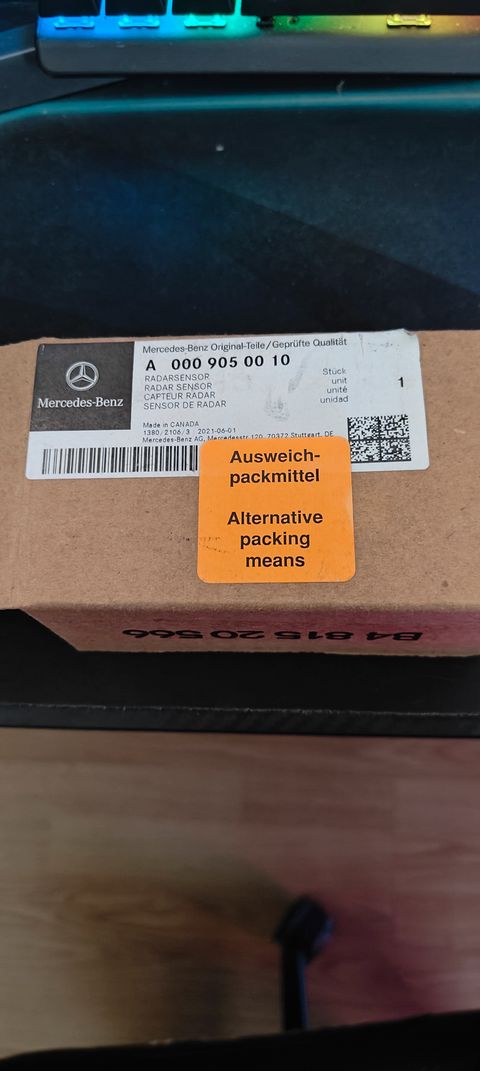 Mercedes-Benz Original-Teile/Geprüfte Qualität
A 000 905 00 10
RADARSENSOR
RADAR SENSOR
CAPTEUR RADAR
SENSOR DE RADAR
Stück
unit
unité
unidad
1
Mercedes-Benz
Made in CANADA
1380/2106/3 2021-06-01
Mercedes-Benz AG, Mercedesstr. 120, 70372 Stuttgart, DE
Ausweich-
packmittel
Alternative
packing
means
B4 815 20 566